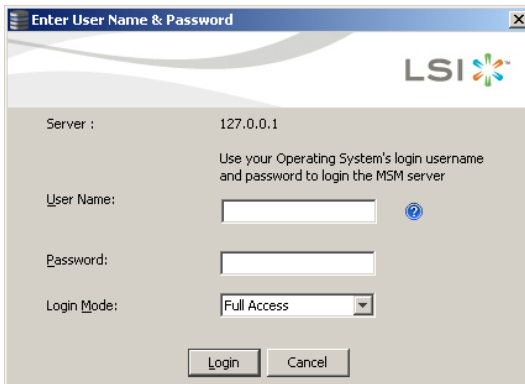 Enter User Name & Password
LSI
Server : 127.0.0.1
Use your Operating System's login username
and password to login the MSM server
User Name:
Password:
Login Mode: Full Access
Login Cancel